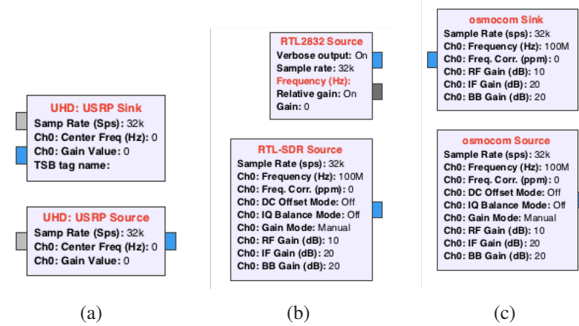 UHD: USRP Sink
Samp Rate (Sps): 32k
Ch0: Center Freq (Hz): 0
Ch0: Gain Value: 0
TSB tag name:
UHD: USRP Source
Samp Rate (Sps): 32k
Ch0: Center Freq (Hz): 0
Ch0: Gain Value: 0
(a)
RTL2832 Source
Verbose output: On
Sample rate: 32k
Frequency (Hz):
Relative gain: On
Gain: 0
RTL-SDR Source
Sample Rate (sps): 32k
Ch0: Frequency (Hz): 100M
Ch0: Freq. Corr. (ppm): 0
Ch0: DC Offset Mode: Off
Ch0: IQ Balance Mode: Off
Ch0: Gain Mode: Manual
Ch0: RF Gain (dB): 10
Ch0: IF Gain (dB): 20
Ch0: BB Gain (dB): 20
(b)
osmocom Sink
Sample Rate (sps): 32k
Ch0: Frequency (Hz): 100M
Ch0: Freq. Corr. (ppm): 0
Ch0: RF Gain (dB): 10
Ch0: IF Gain (dB): 20
Ch0: BB Gain (dB): 20
osmocom Source
Sample Rate (sps): 32k
Ch0: Frequency (Hz): 100M
Ch0: Freq. Corr. (ppm): 0
Ch0: DC Offset Mode: Off
Ch0: IQ Balance Mode: Off
Ch0: Gain Mode: Manual
Ch0: RF Gain (dB): 10
Ch0: IF Gain (dB): 20
Ch0: BB Gain (dB): 20
(c)